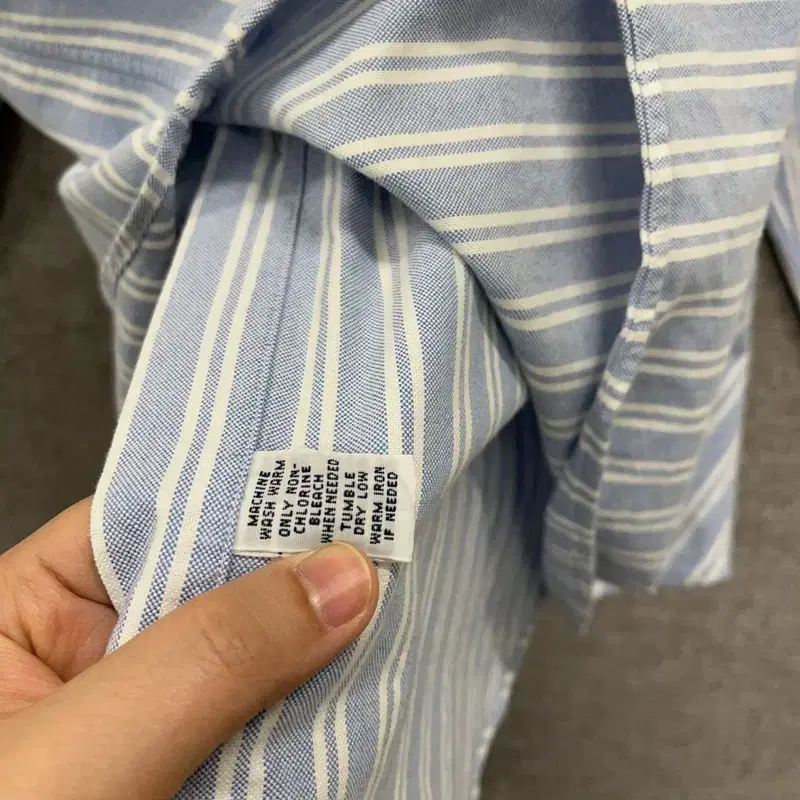 MACHINE
WASH WARM
ONLY NON-
CHLORINE
BLEACH
WHEN NEEDED
TUMBLE
DRY LOW
WARM IRON
IF NEEDED